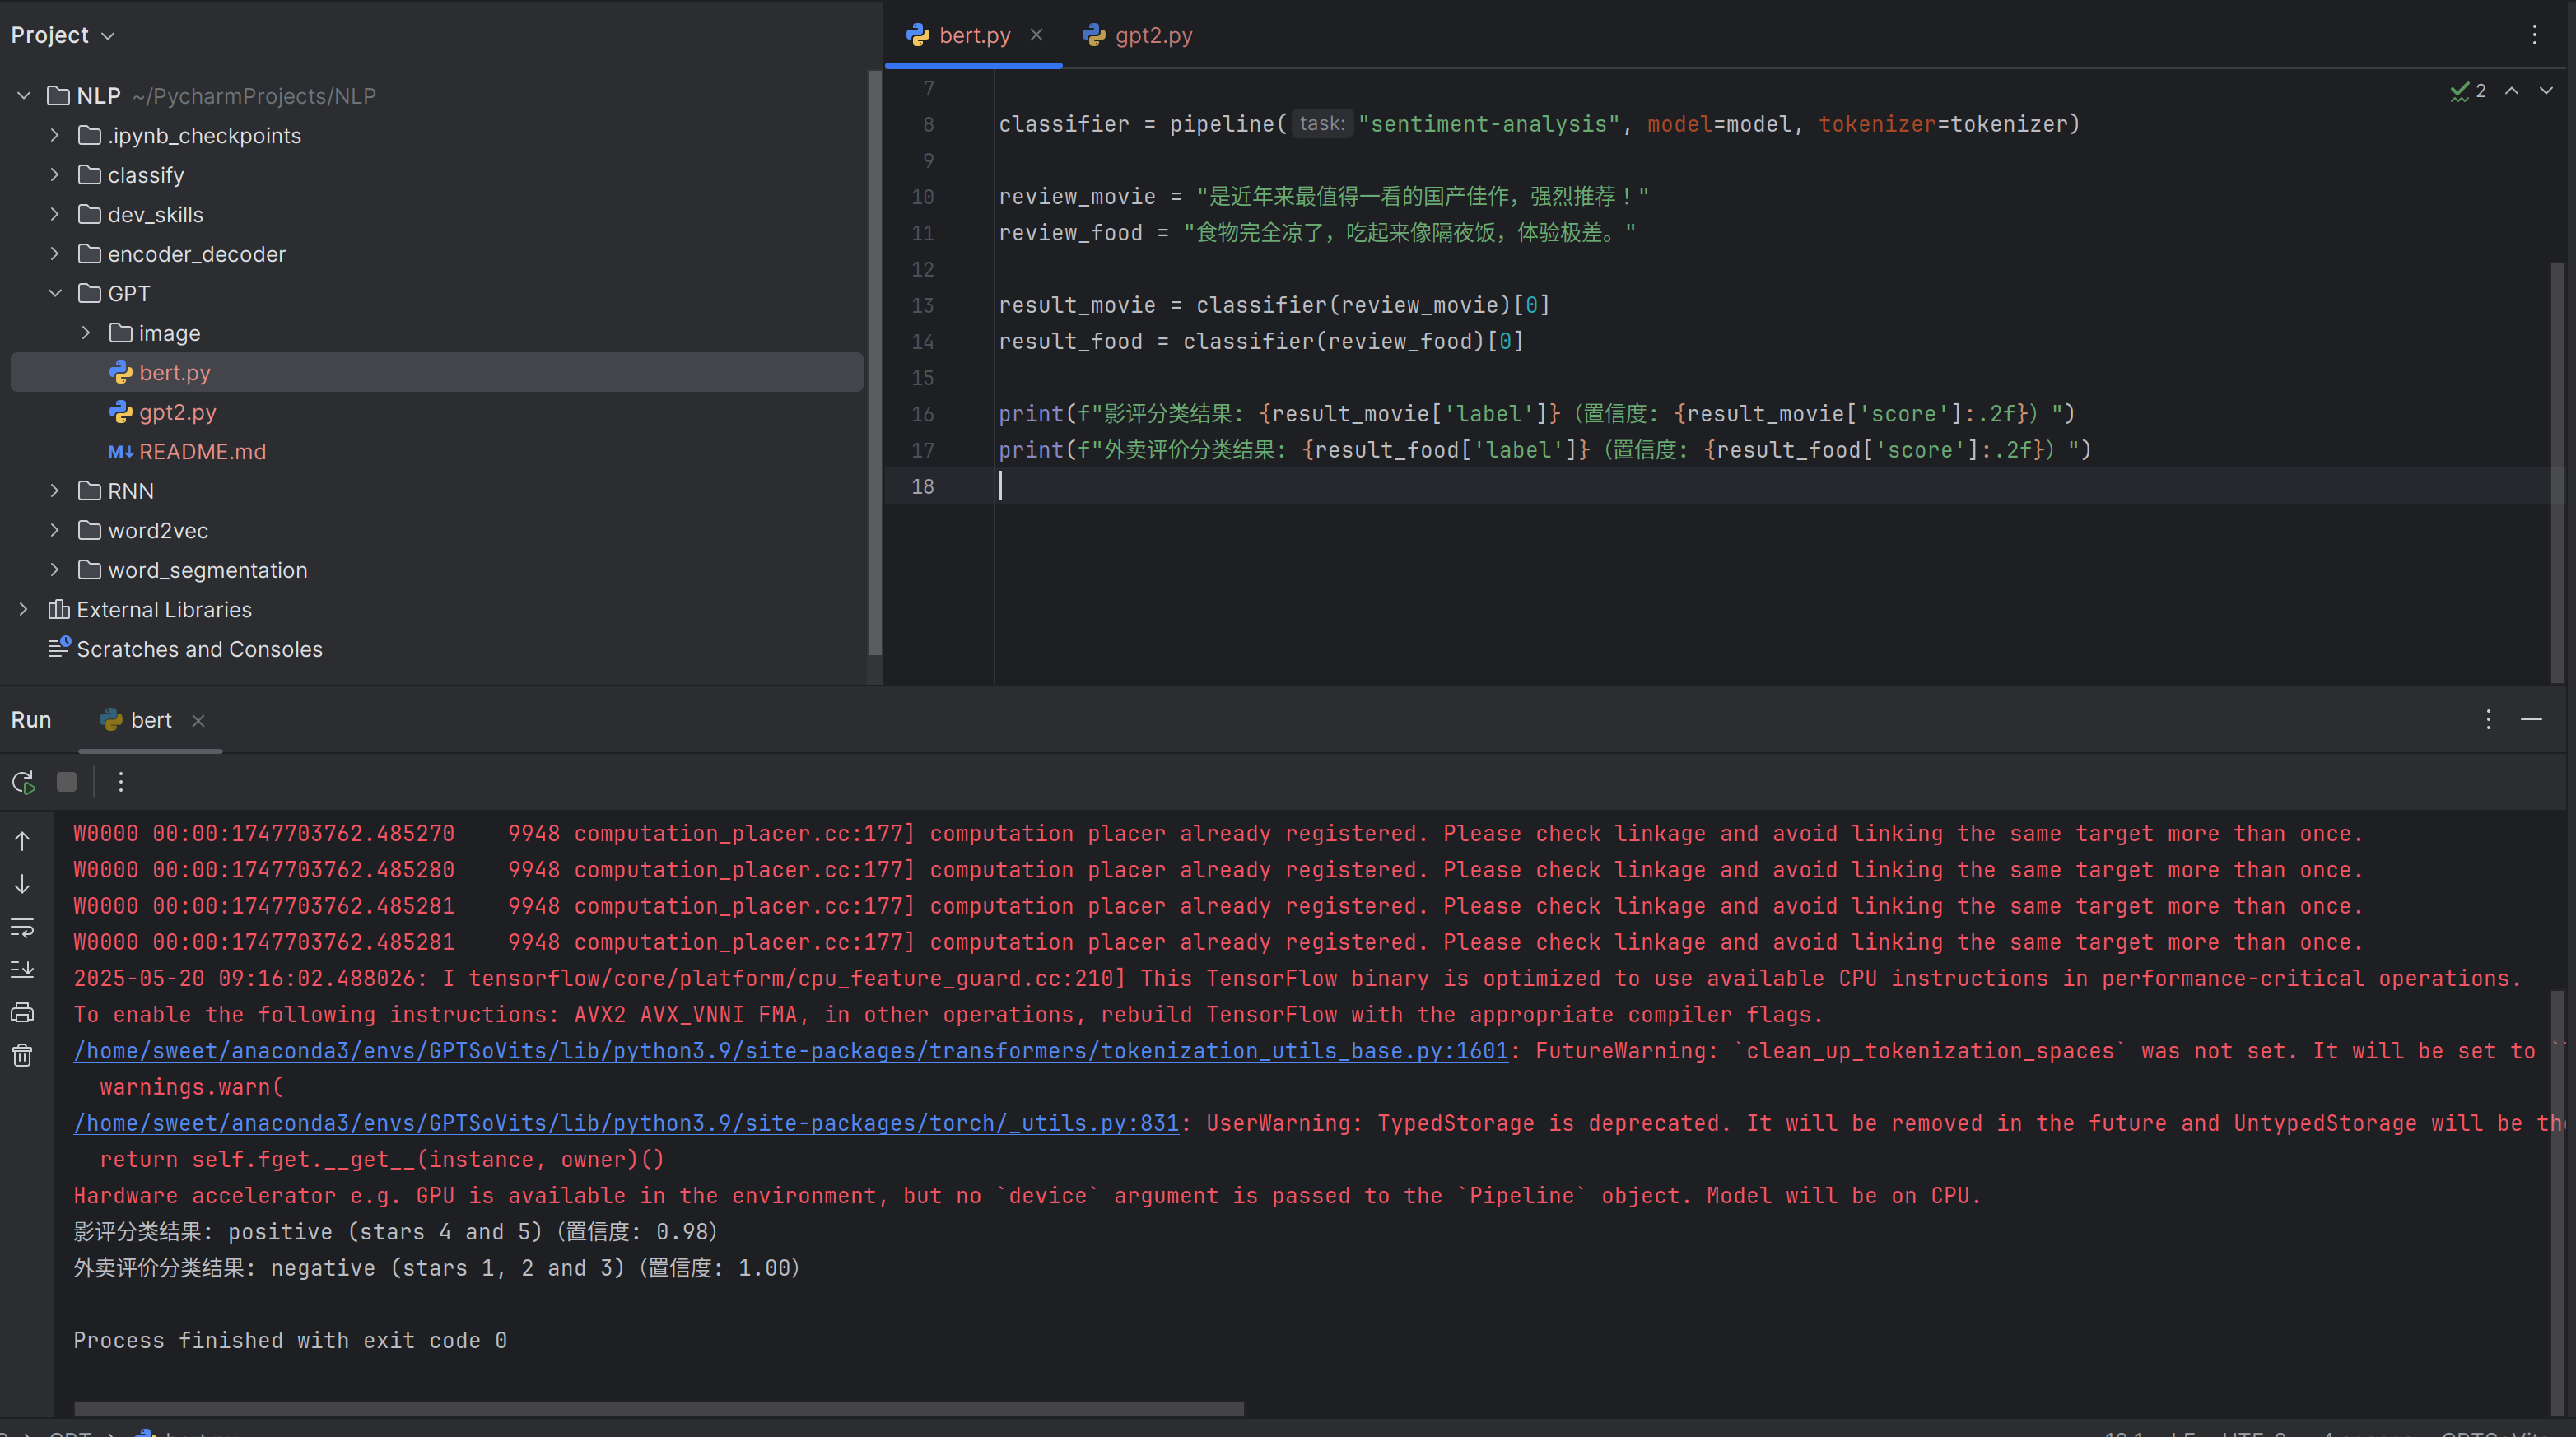 Project
NLP ~/PycharmProjects/NLP
.ipynb_checkpoints
classify
dev_skills
encoder_decoder
GPT
image
bert.py
gpt2.py
README.md
RNN
word2vec
word_segmentation
External Libraries
Scratches and Consoles
bert.py
gpt2.py
2
7
8 classifier = pipeline( task: "sentiment-analysis", model=model, tokenizer=tokenizer)
9
10 review_movie = "是近年来最值得一看的国产佳作，强烈推荐！"
11 review_food = "食物完全凉了，吃起来像隔夜饭，体验极差。"
12
13 result_movie = classifier(review_movie)[0]
14 result_food = classifier(review_food)[0]
15
16 print(f"影评分类结果: {result_movie['label']}（置信度: {result_movie['score']:.2f}）")
17 print(f"外卖评价分类结果: {result_food['label']}（置信度: {result_food['score']:.2f}）")
18
Run bert
W0000 00:00:1747703762.485270 9948 computation_placer.cc:177] computation placer already registered. Please check linkage and avoid linking the same target more than once.
W0000 00:00:1747703762.485280 9948 computation_placer.cc:177] computation placer already registered. Please check linkage and avoid linking the same target more than once.
W0000 00:00:1747703762.485281 9948 computation_placer.cc:177] computation placer already registered. Please check linkage and avoid linking the same target more than once.
W0000 00:00:1747703762.485281 9948 computation_placer.cc:177] computation placer already registered. Please check linkage and avoid linking the same target more than once.
2025-05-20 09:16:02.488026: I tensorflow/core/platform/cpu_feature_guard.cc:210] This TensorFlow binary is optimized to use available CPU instructions in performance-critical operations.
To enable the following instructions: AVX2 AVX_VNNI FMA, in other operations, rebuild TensorFlow with the appropriate compiler flags.
/home/sweet/anaconda3/envs/GPTSoVits/lib/python3.9/site-packages/transformers/tokenization_utils_base.py:1601: FutureWarning: `clean_up_tokenization_spaces` was not set. It will be set to
warnings.warn(
/home/sweet/anaconda3/envs/GPTSoVits/lib/python3.9/site-packages/torch/_utils.py:831: UserWarning: TypedStorage is deprecated. It will be removed in the future and UntypedStorage will be
return self.fget.__get__(instance, owner)()
Hardware accelerator e.g. GPU is available in the environment, but no `device` argument is passed to the `Pipeline` object. Model will be on CPU.
影评分类结果: positive (stars 4 and 5)（置信度: 0.98）
外卖评价分类结果: negative (stars 1, 2 and 3)（置信度: 1.00）
Process finished with exit code 0